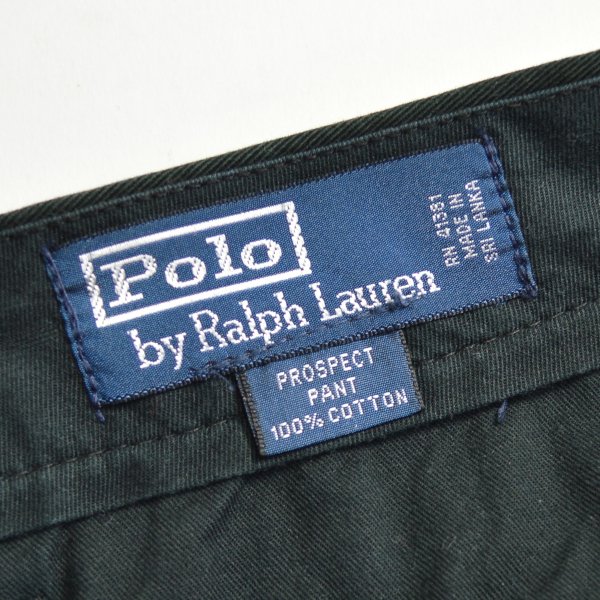 Polo
by Ralph Lauren
RN 41381
MADE IN
SRI LANKA
PROSPECT
PANT
100% COTTON